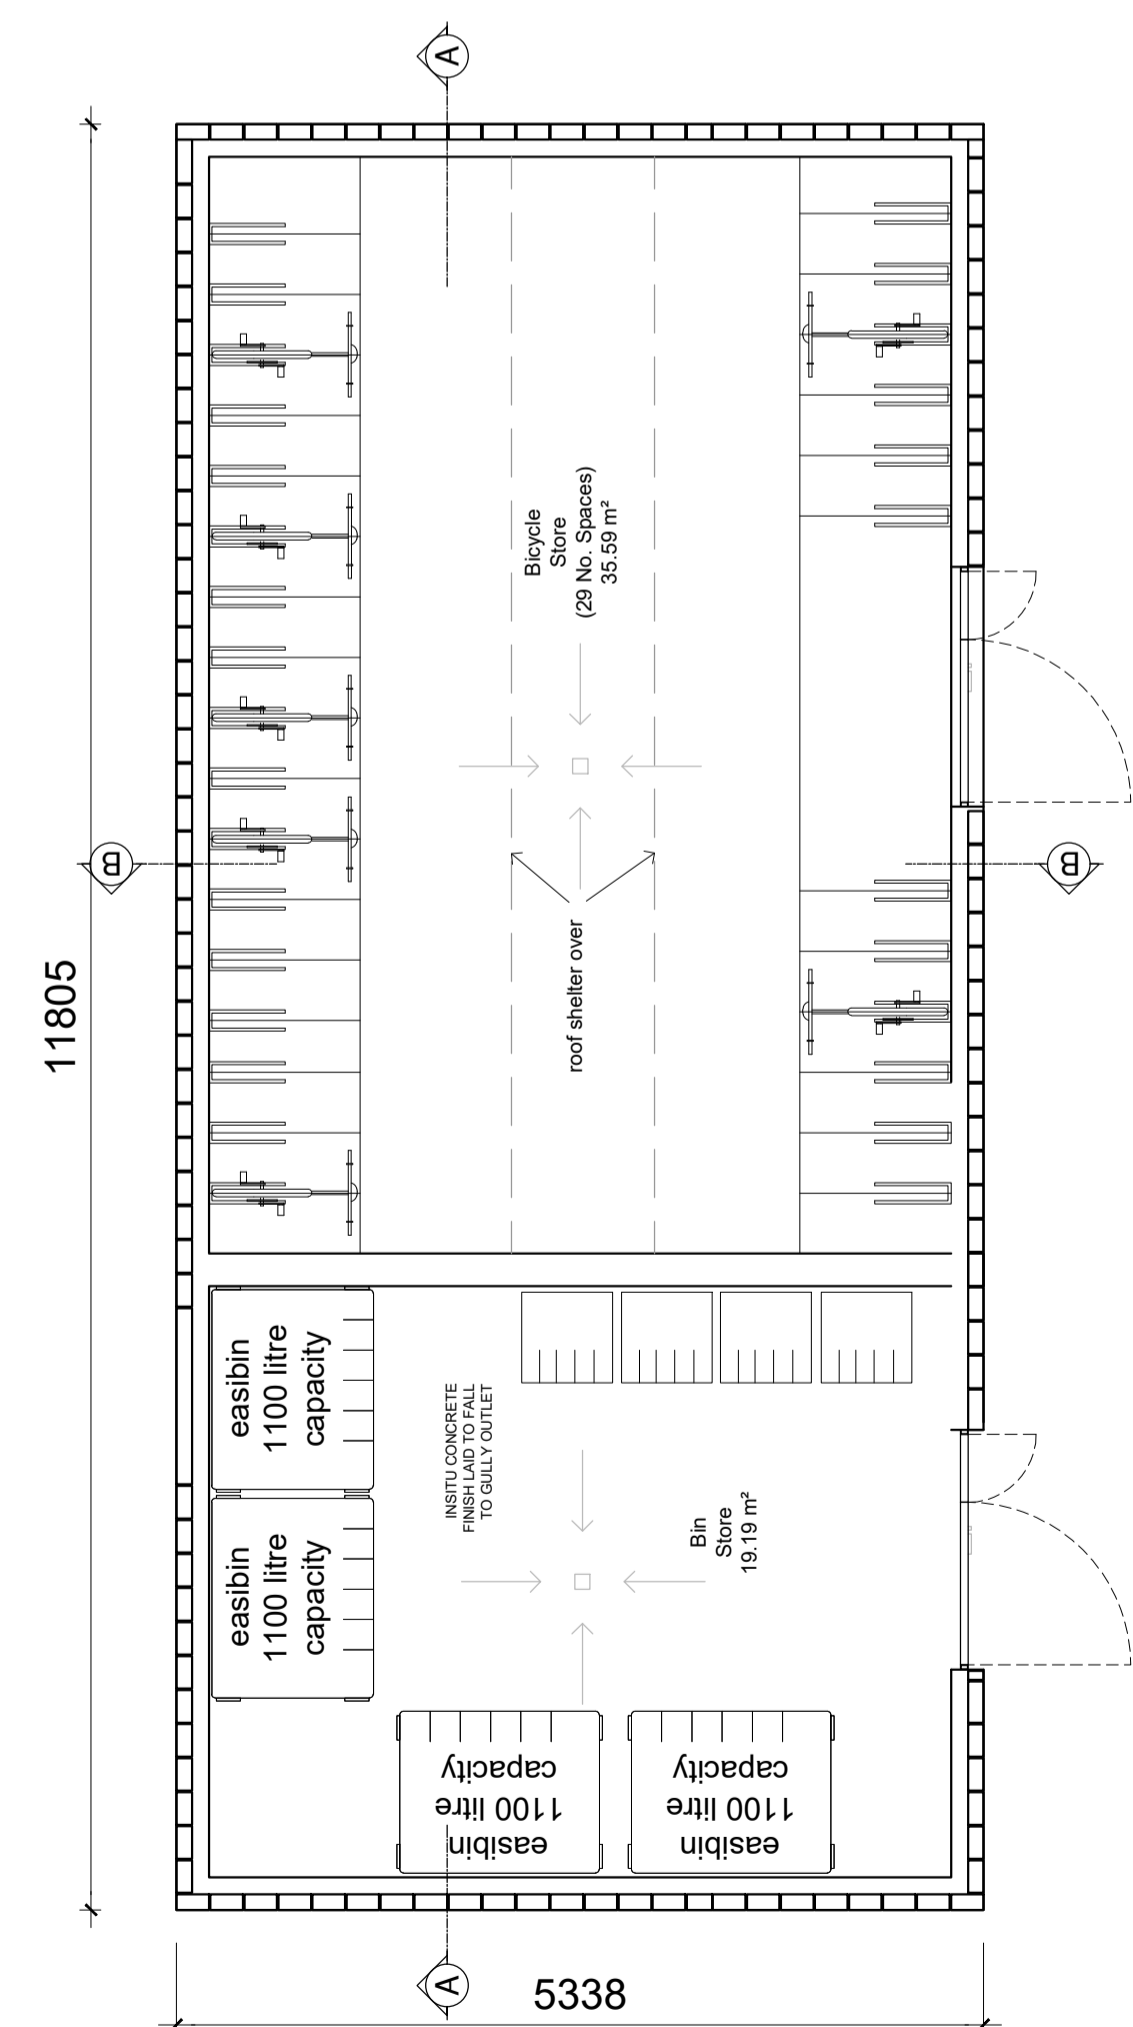 A
11805
Bicycle
Store
(29 No. Spaces)
35.59 m²
B
B
roof shelter over
easibin
1100 litre
capacity
INSITU CONCRETE
FINISH LAID TO FALL
TO GULLY OUTLET
easibin
1100 litre
capacity
Bin
Store
19.19 m²
easibin
1100 litre
capacity
easibin
1100 litre
capacity
A
5338